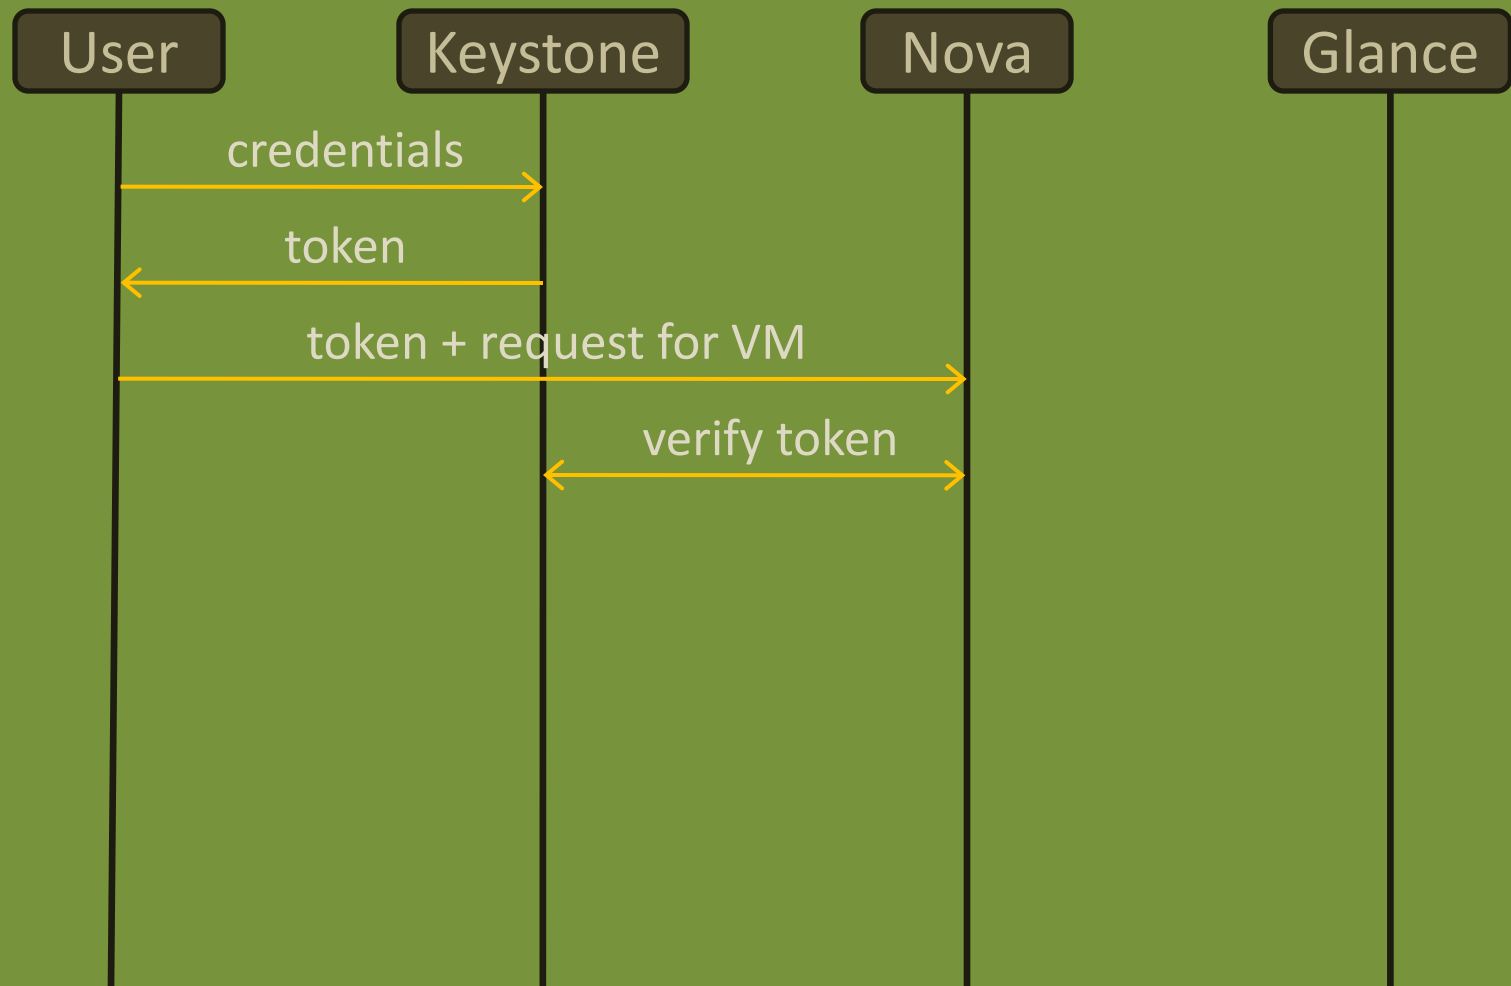 User
Keystone
Nova
Glance
credentials
token
token + request for VM
verify token